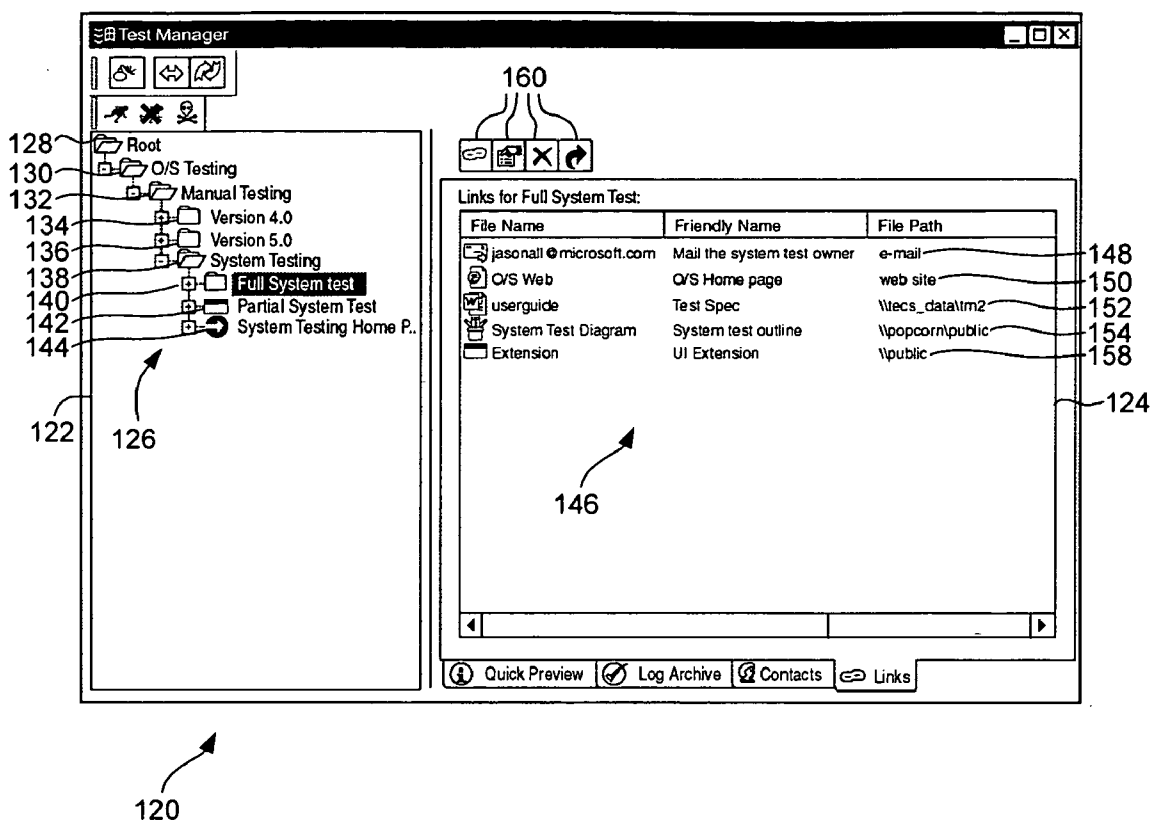 Test Manager
160
128
Root
130
O/S Testing
132
Manual Testing
134
Version 4.0
136
Version 5.0
138
System Testing
140
Full System test
142
Partial System Test
144
System Testing Home P..
122
126
Links for Full System Test:
File Name Friendly Name File Path
jasonall@microsoft.com Mail the system test owner e-mail 148
O/S Web O/S Home page web site 150
userguide Test Spec \\tecs_data\tm2 152
System Test Diagram System test outline \\popcorn\public 154
Extension UI Extension \\public 158
124
146
Quick Preview Log Archive Contacts Links
120